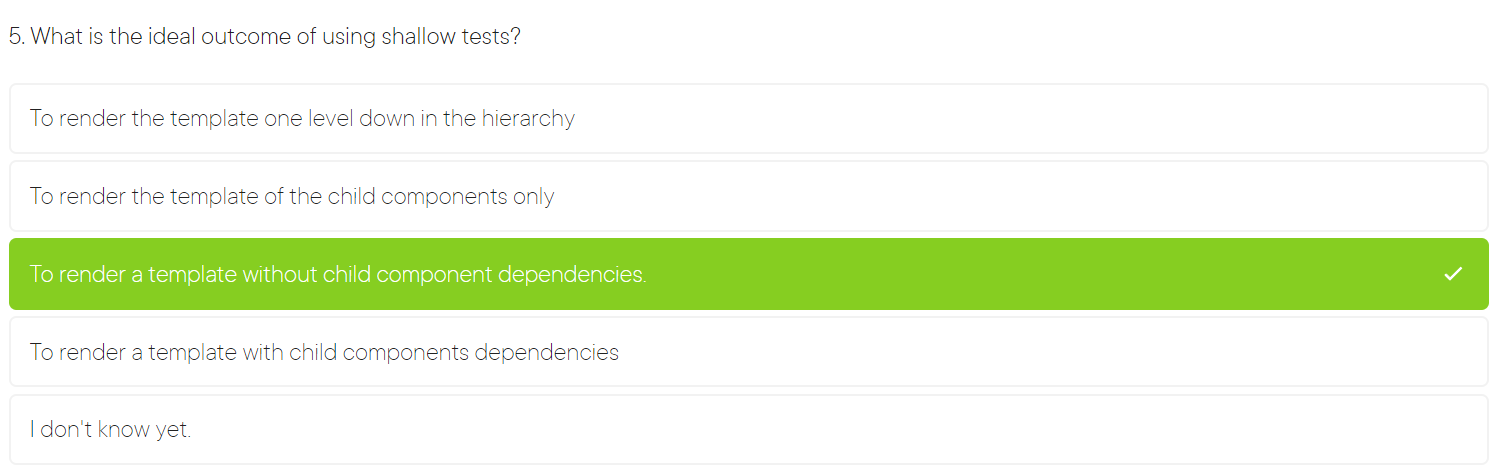 5. What is the ideal outcome of using shallow tests?
To render the template one level down in the hierarchy
To render the template of the child components only
To render a template without child component dependencies.
To render a template with child components dependencies
I don't know yet.